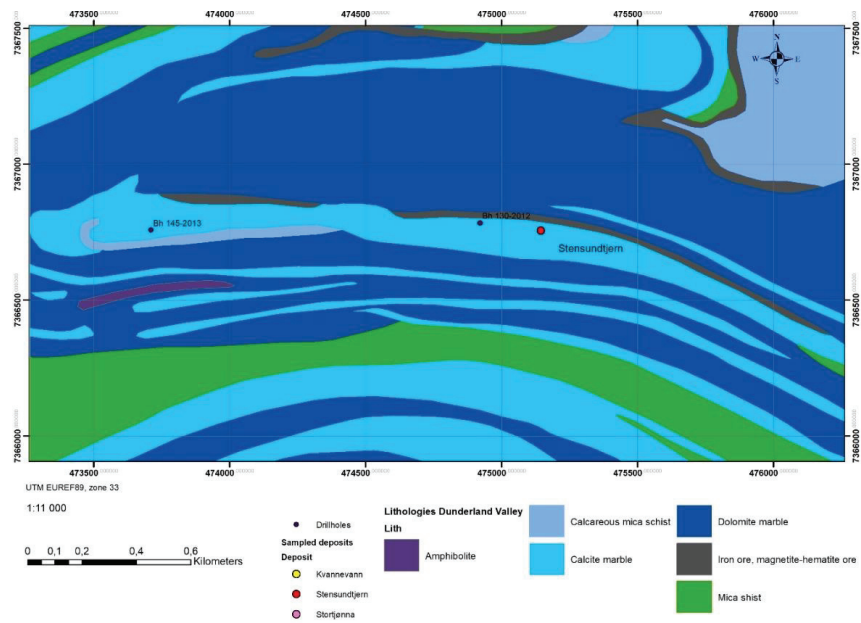 473500 474000 474500 475000 475500 476000
7367500 7367500
N
W E
S
7367000 7367000
Bh 145-2013
Bh 130-2012
Stensundtjern
7366500 7366500
7366000 7366000
473500 474000 474500 475000 475500 476000
UTM EUREF89, zone 33
1:11 000
0 0,1 0,2 0,4 0,6
Kilometers
Drillholes
Sampled deposits
Deposit
Kvannevann
Stensundtjern
Stortjønna
Lithologies Dunderland Valley
Lith
Amphibolite
Calcareous mica schist
Calcite marble
Dolomite marble
Iron ore, magnetite-hematite ore
Mica shist